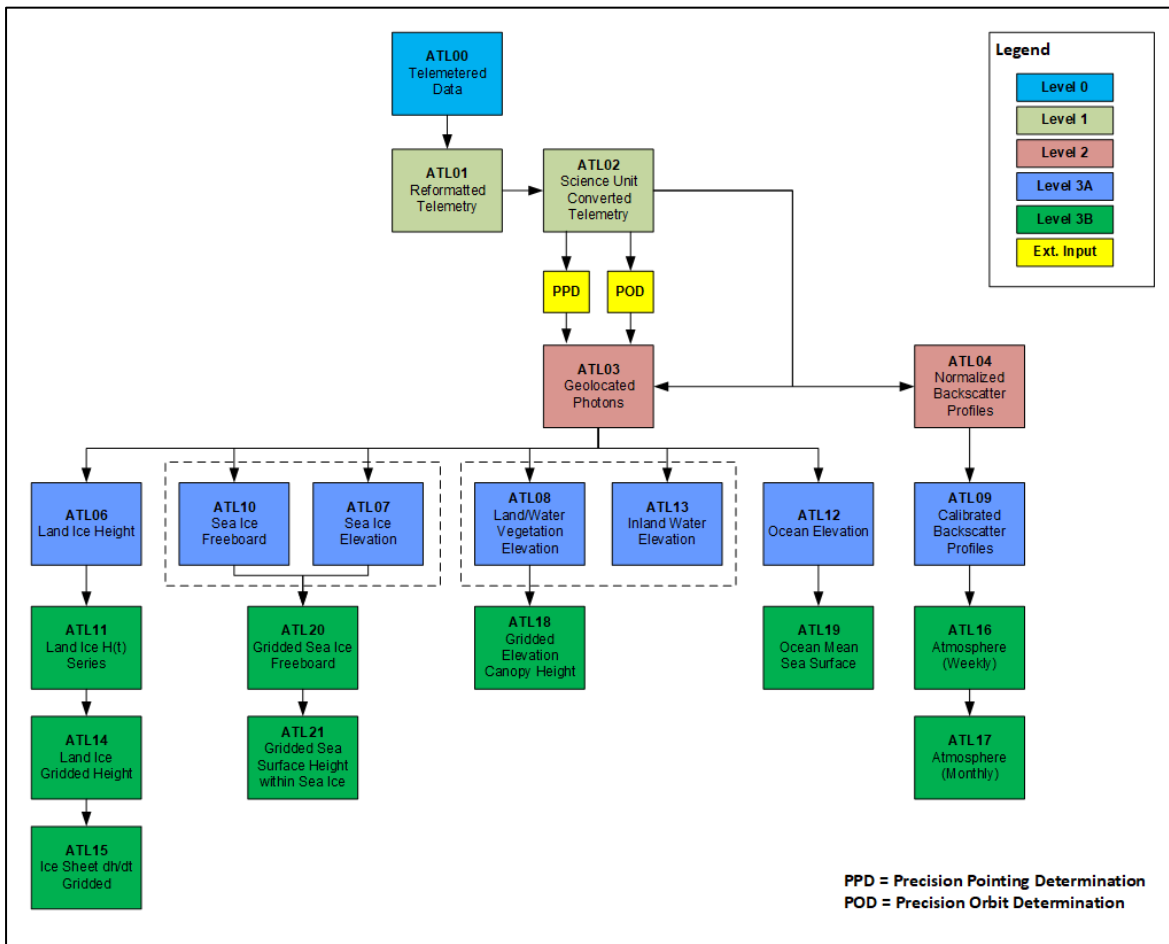 ATL00
Telemetered
Data
Legend
Level 0
Level 1
Level 2
Level 3A
Level 3B
Ext. Input
ATL01
Reformatted
Telemetry
ATL02
Science Unit
Converted
Telemetry
PPD
POD
ATL03
Geolocated
Photons
ATL04
Normalized
Backscatter
Profiles
ATL06
Land Ice Height
ATL10
Sea Ice
Freeboard
ATL07
Sea Ice
Elevation
ATL08
Land/Water
Vegetation
Elevation
ATL13
Inland Water
Elevation
ATL12
Ocean Elevation
ATL09
Calibrated
Backscatter
Profiles
ATL11
Land Ice H(t)
Series
ATL20
Gridded Sea Ice
Freeboard
ATL18
Gridded
Elevation
Canopy Height
ATL19
Ocean Mean
Sea Surface
ATL16
Atmosphere
(Weekly)
ATL14
Land Ice
Gridded Height
ATL21
Gridded Sea
Surface Height
within Sea Ice
ATL17
Atmosphere
(Monthly)
ATL15
Ice Sheet dh/dt
Gridded
PPD = Precision Pointing Determination
POD = Precision Orbit Determination